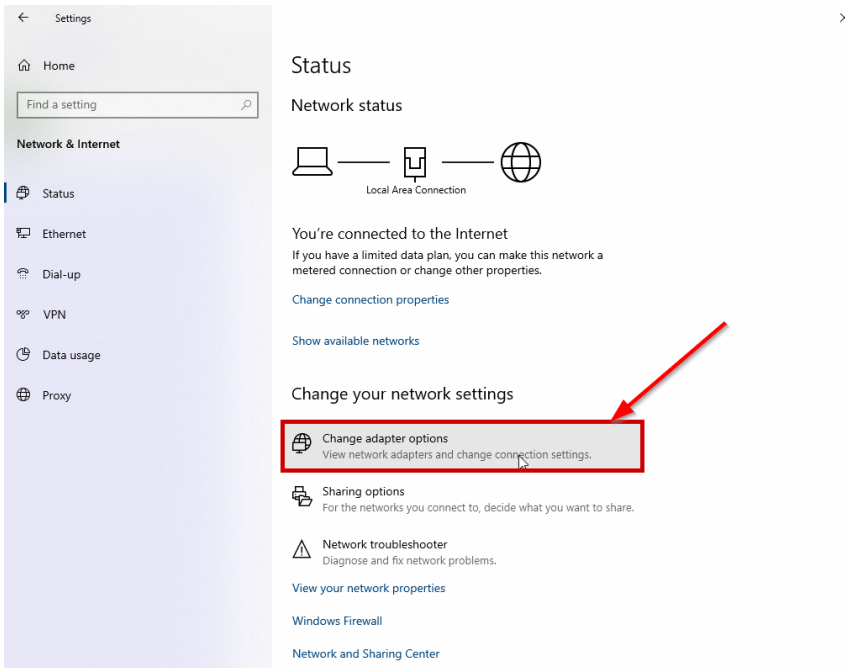 Settings
Home
Find a setting
Network & Internet
Status
Ethernet
Dial-up
VPN
Data usage
Proxy
Status
Network status
Local Area Connection
You're connected to the Internet
If you have a limited data plan, you can make this network a
metered connection or change other properties.
Change connection properties
Show available networks
Change your network settings
Change adapter options
View network adapters and change connection settings.
Sharing options
For the networks you connect to, decide what you want to share.
Network troubleshooter
Diagnose and fix network problems.
View your network properties
Windows Firewall
Network and Sharing Center